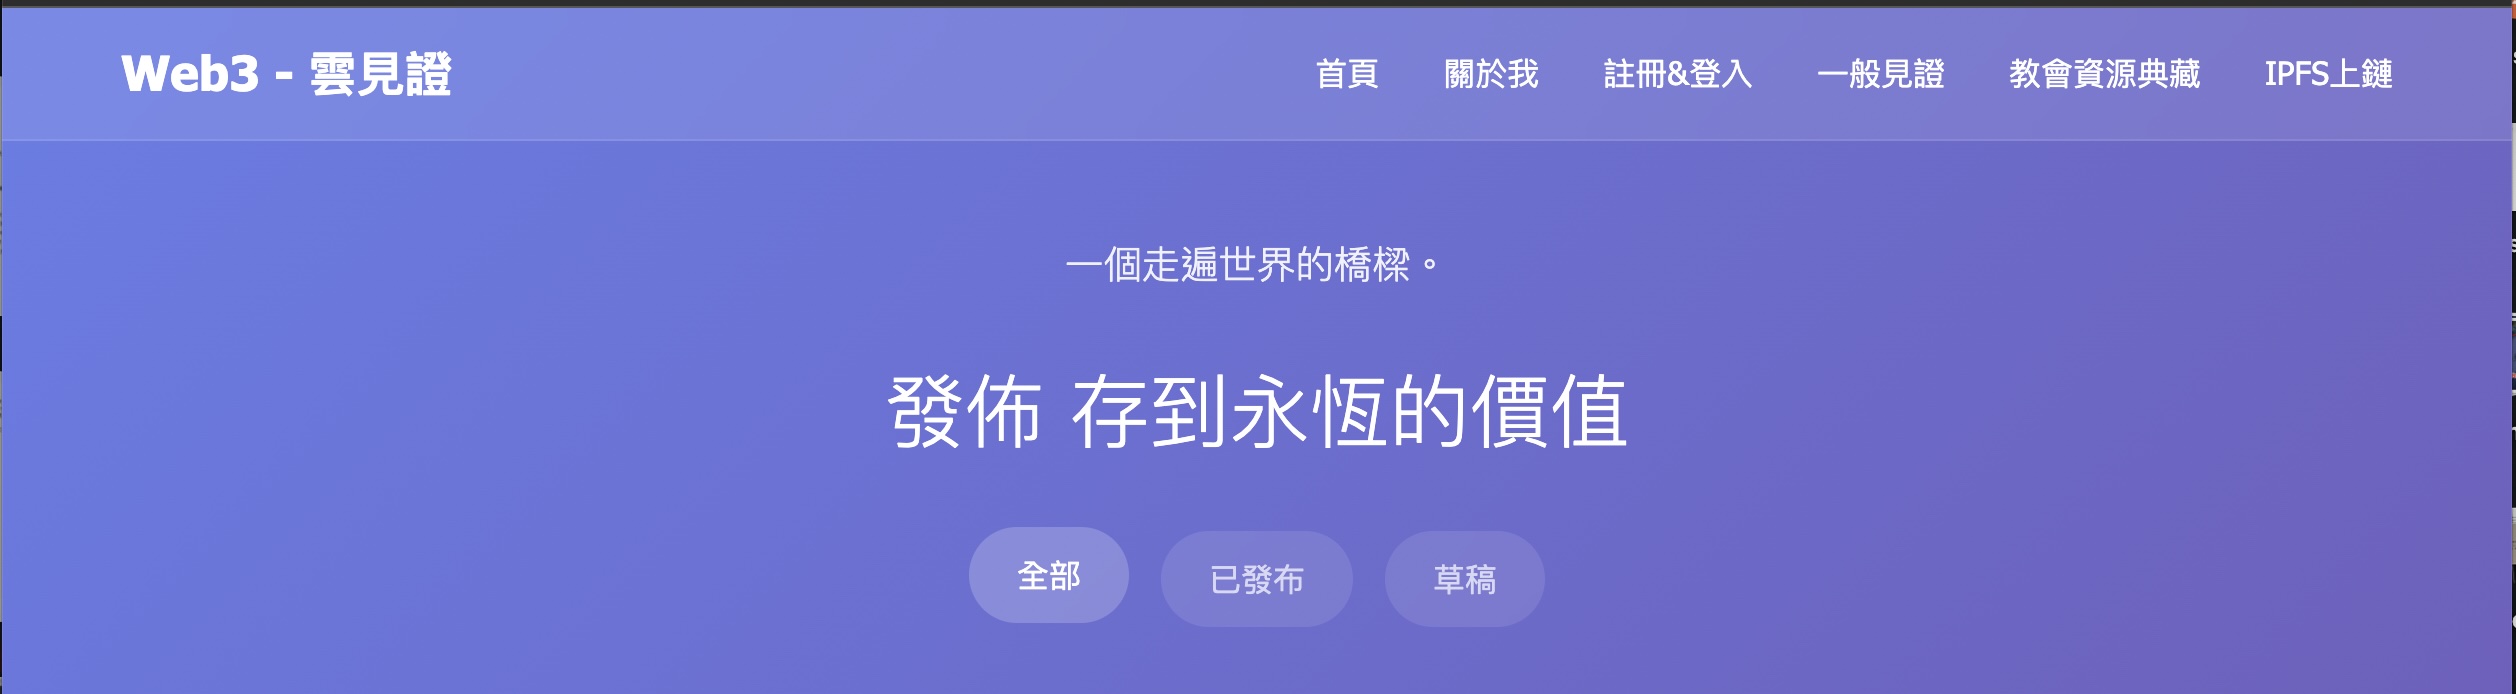 Web3 - 雲見證
首頁 關於我 註冊&登入 一般見證 教會資源典藏 IPFS上鏈
一個走遍世界的橋樑。
發佈 存到永恆的價值
全部 已發布 草稿